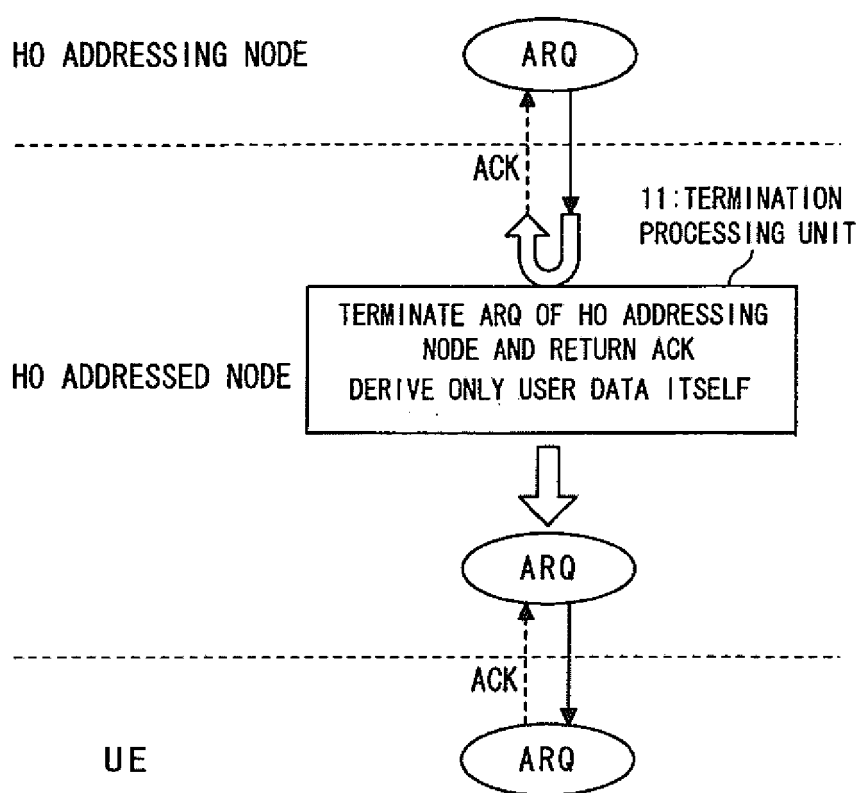 HO ADDRESSING NODE
ARQ
ACK
11:TERMINATION
PROCESSING UNIT
TERMINATE ARQ OF HO ADDRESSING
NODE AND RETURN ACK
DERIVE ONLY USER DATA ITSELF
HO ADDRESSED NODE
ARQ
ACK
UE
ARQ